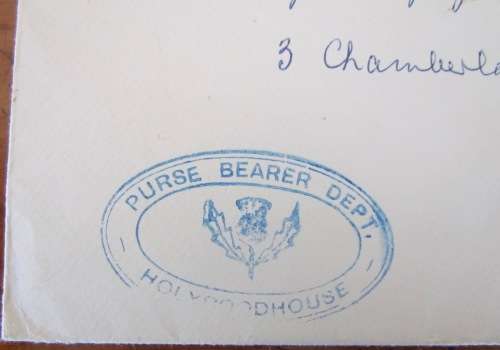 3 Chamberla
PURSE BEARER DEPT,
HOLYROODHOUSE